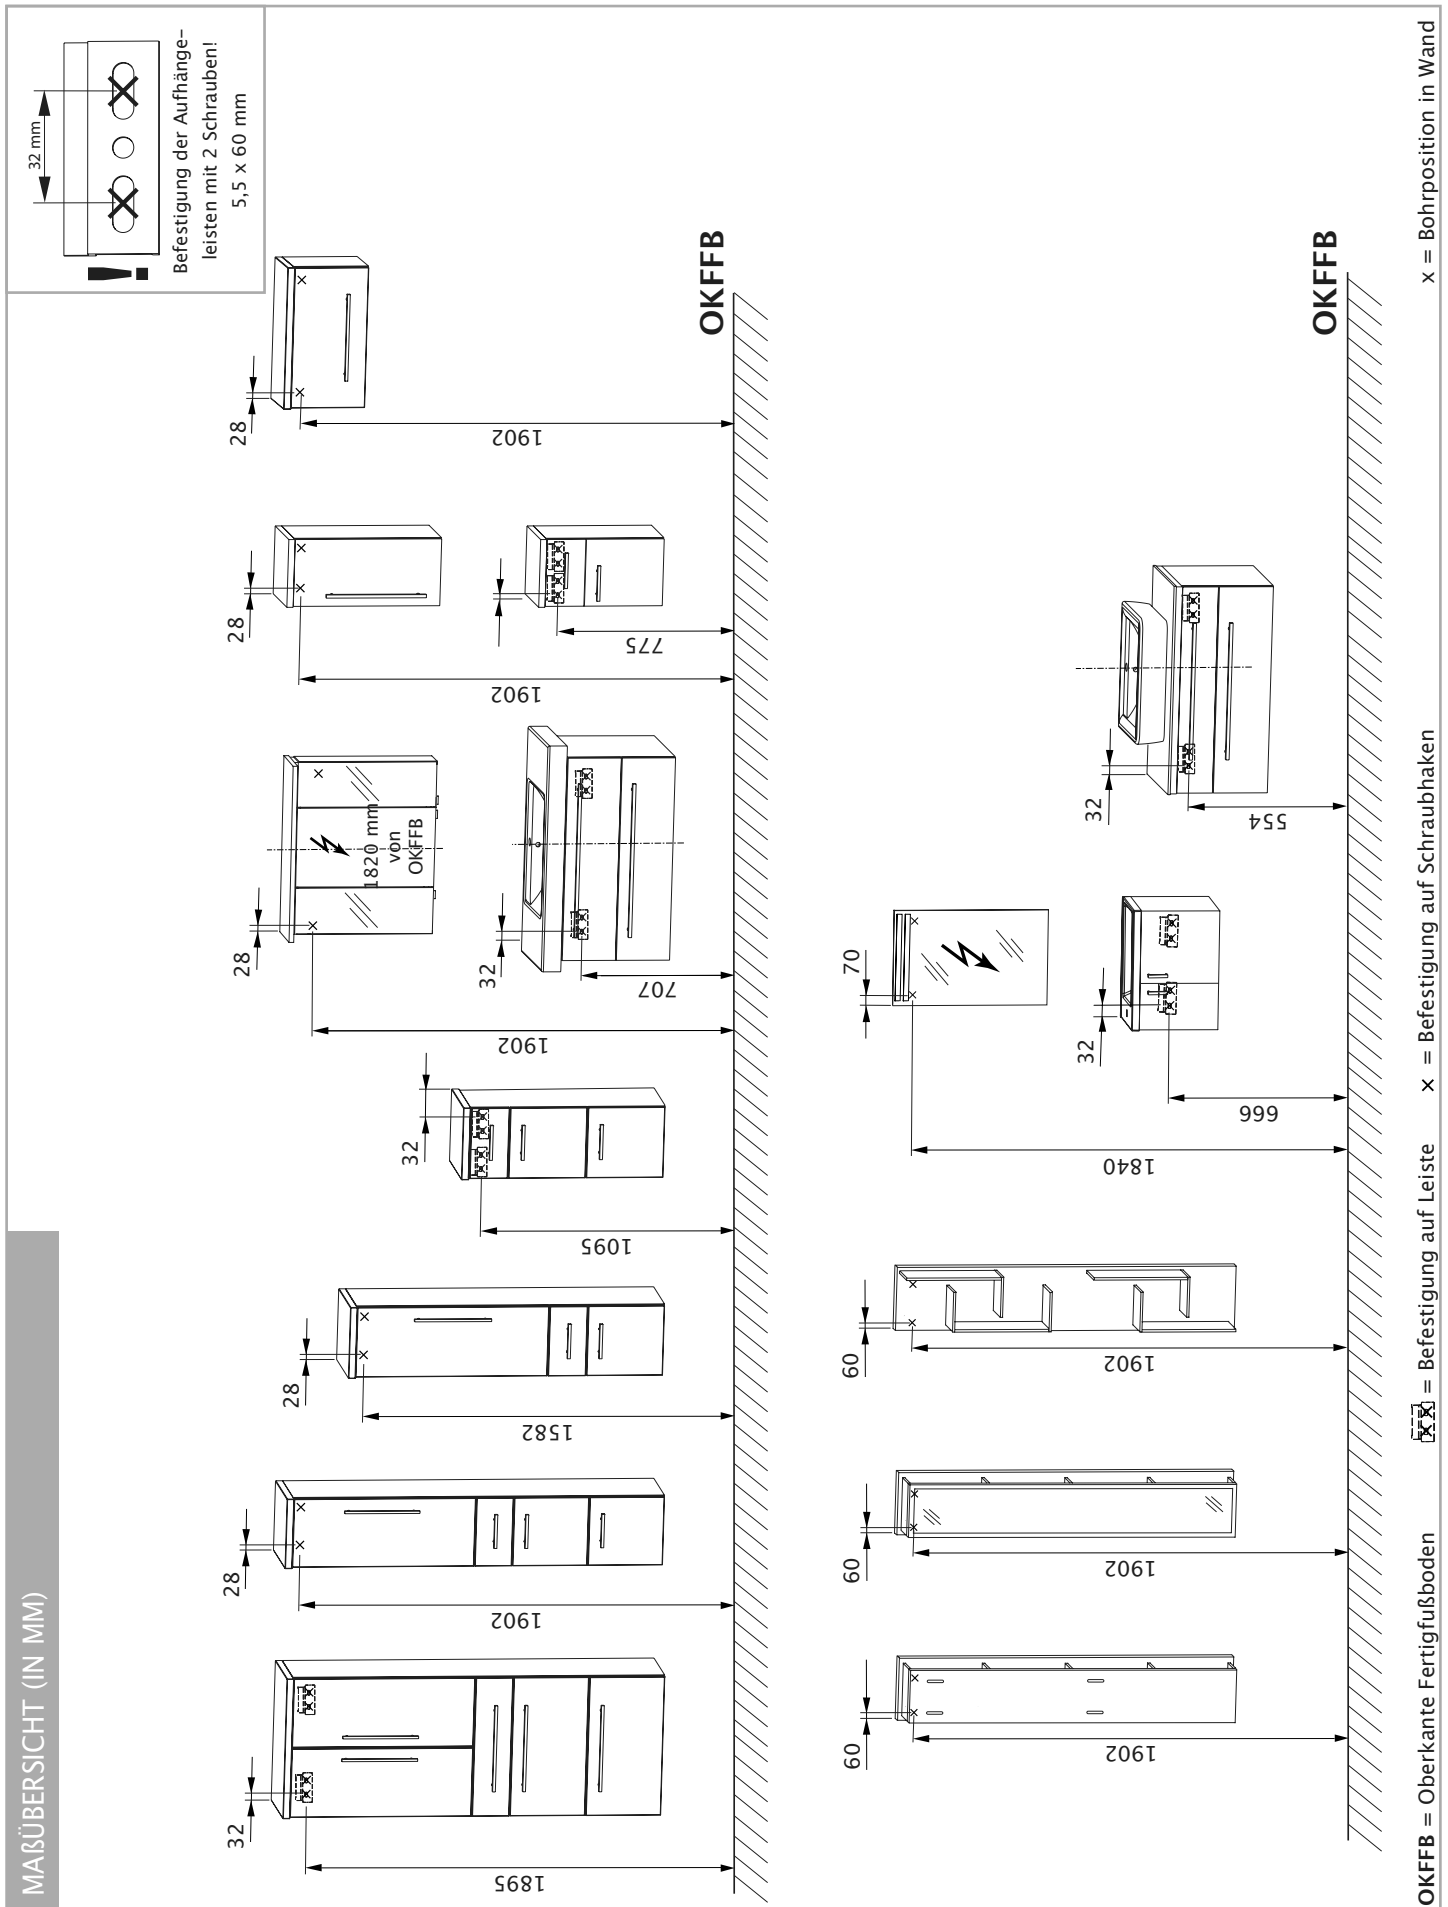 MAßÜBERSICHT (IN MM)
32 mm
Befestigung der Aufhänge-
leisten mit 2 Schrauben!
5,5 x 60 mm
32
1895
28
1902
28
1582
32
1095
28
1902
1820 mm
von
OKFFB
32
707
28
1902
775
28
1902
OKFFB
60
1902
60
1902
60
1902
70
1840
32
666
32
554
OKFFB
OKFFB = Oberkante Fertigfußboden
= Befestigung auf Leiste
x = Befestigung auf Schraubhaken
x = Bohrposition in Wand